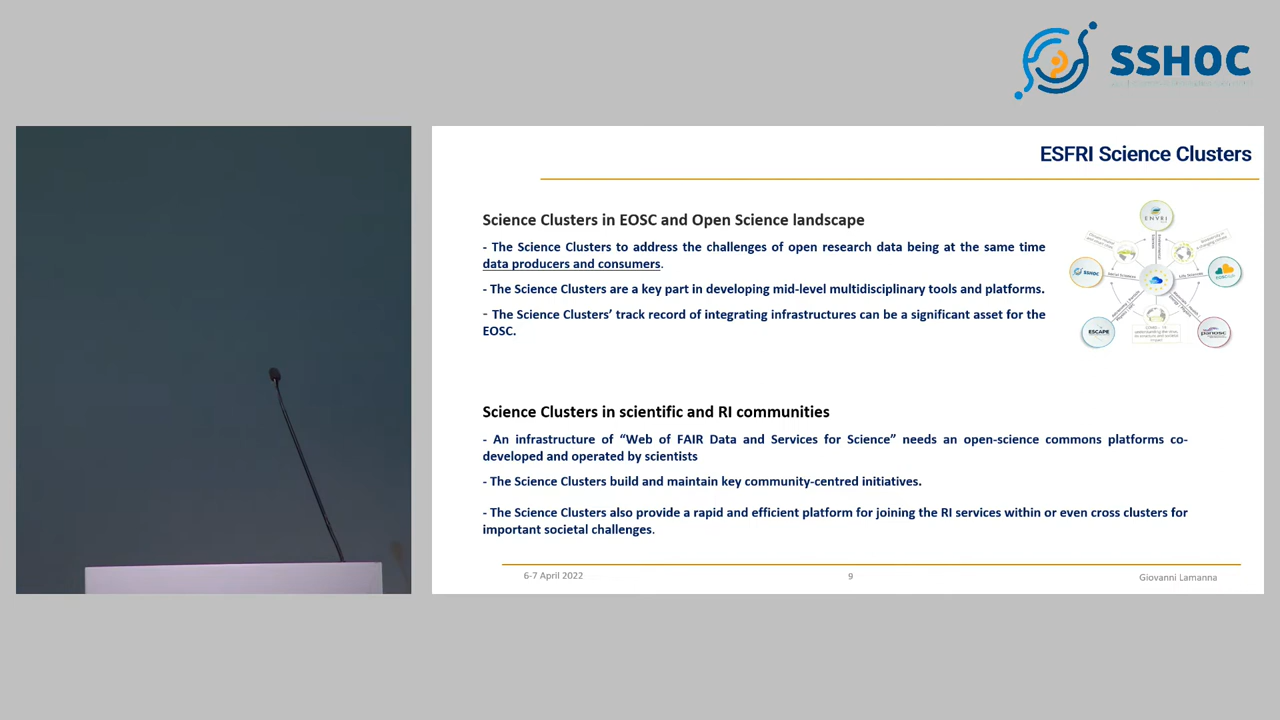 SSHOC
ESFRI Science Clusters
Science Clusters in EOSC and Open Science landscape
- The Science Clusters to address the challenges of open research data being at the same time
data producers and consumers.
- The Science Clusters are a key part in developing mid-level multidisciplinary tools and platforms.
- The Science Clusters’ track record of integrating infrastructures can be a significant asset for the
EOSC.
ENVRI
SSHOC
ESCAPE
panosc
Science Clusters in scientific and RI communities
- An infrastructure of “Web of FAIR Data and Services for Science” needs an open-science commons platforms co-
developed and operated by scientists
- The Science Clusters build and maintain key community-centred initiatives.
- The Science Clusters also provide a rapid and efficient platform for joining the RI services within or even cross clusters for
important societal challenges.
6-7 April 2022
9
Giovanni Lamanna